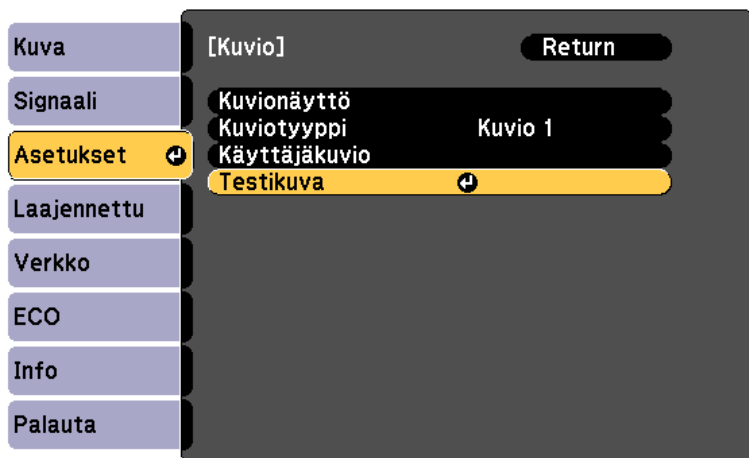 Kuva
Signaali
Asetukset
Laajennettu
Verkko
ECO
Info
Palauta
[Kuvio] Return
Kuvionäyttö
Kuviotyyppi Kuvio 1
Käyttäjäkuvio
Testikuva